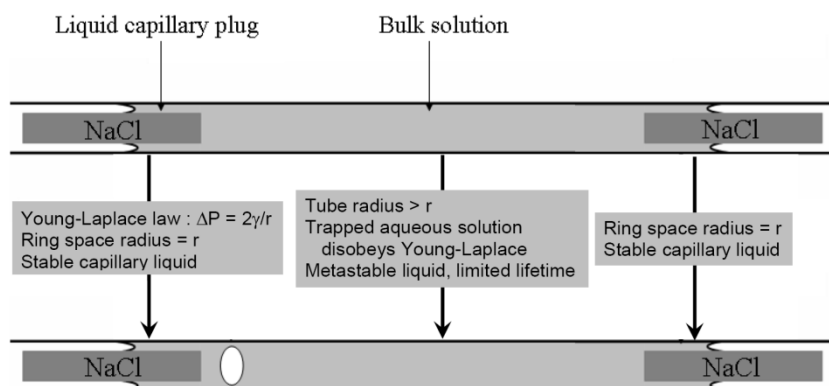 Liquid capillary plug
Bulk solution
NaCl
NaCl
Young-Laplace law : ΔP = 2γ/r
Ring space radius = r
Stable capillary liquid
Tube radius > r
Trapped aqueous solution
disobeys Young-Laplace
Metastable liquid, limited lifetime
Ring space radius = r
Stable capillary liquid
NaCl
NaCl